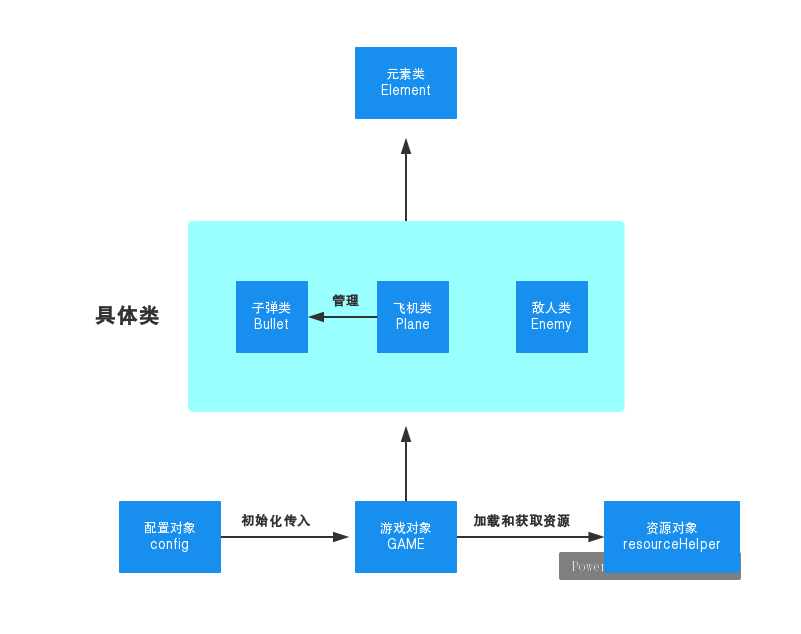 元素类
Element
具体类
子弹类
Bullet
管理
飞机类
Plane
敌人类
Enemy
配置对象
config
初始化传入
游戏对象
GAME
加载和获取资源
资源对象
resourceHelper